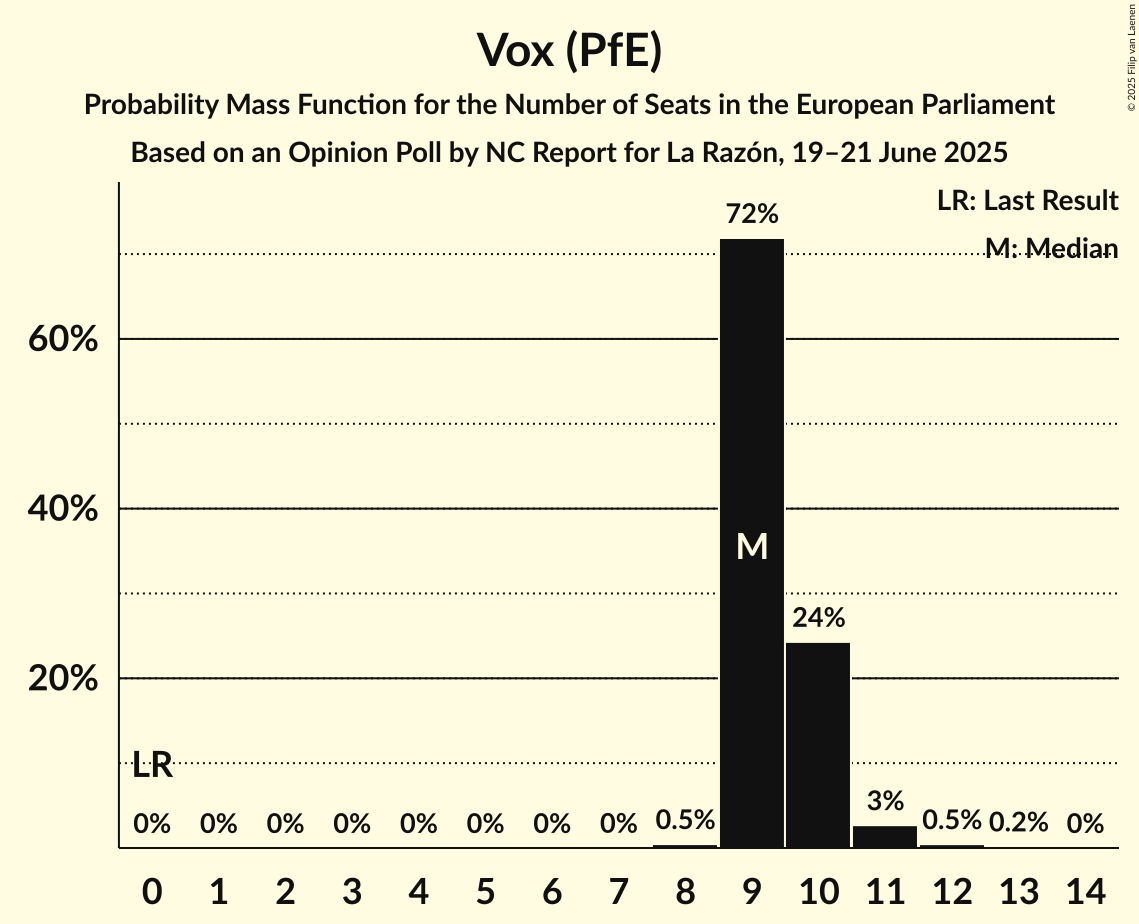 Vox (PfE)
Probability Mass Function for the Number of Seats in the European Parliament
Based on an Opinion Poll by NC Report for La Razón, 19–21 June 2025
© 2025 Filip van Laenen
LR: Last Result
M: Median
60%
40%
20%
72%
M
24%
LR
0% 0% 0% 0% 0% 0% 0% 0% 0.5% 3% 0.5% 0.2% 0%
0 1 2 3 4 5 6 7 8 9 10 11 12 13 14